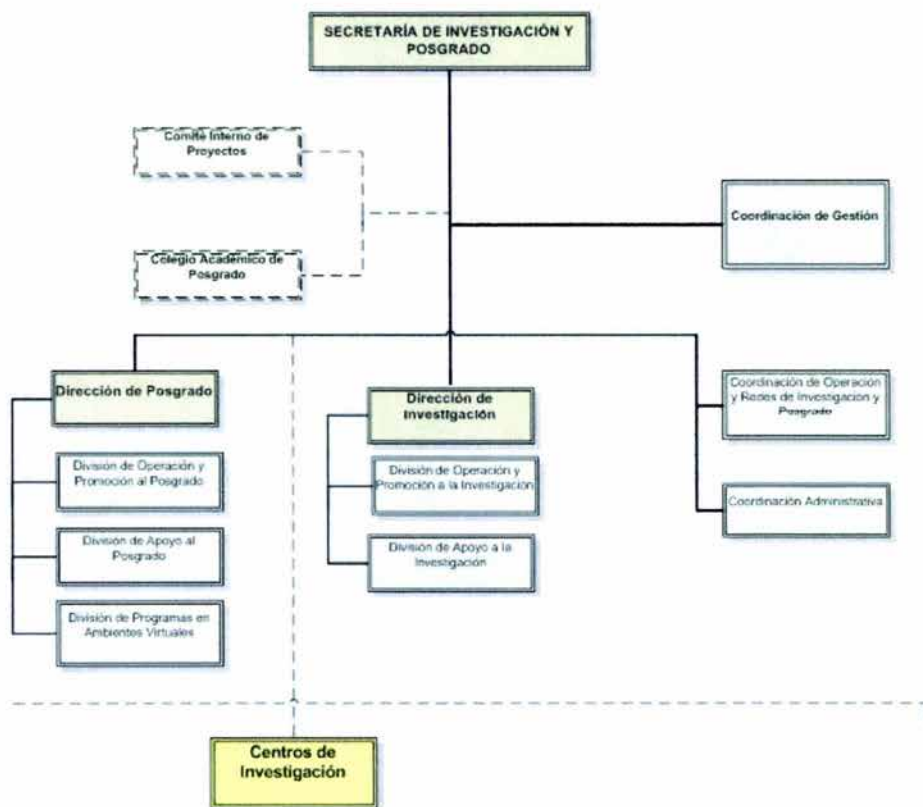 SECRETARÍA DE INVESTIGACIÓN Y
POSGRADO
Comité Interno de
Proyectos
Coordinación de Gestión
Colegio Académico de
Posgrado
Dirección de Posgrado
Dirección de
Investigación
Coordinación de Operación
y Redes de Investigación y
Posgrado
División de Operación y
Promoción al Posgrado
División de Operación y
Promoción a la Investigación
Coordinación Administrativa
División de Apoyo al
Posgrado
División de Apoyo a la
Investigación
División de Programas en
Ambientes Virtuales
Centros de
Investigación